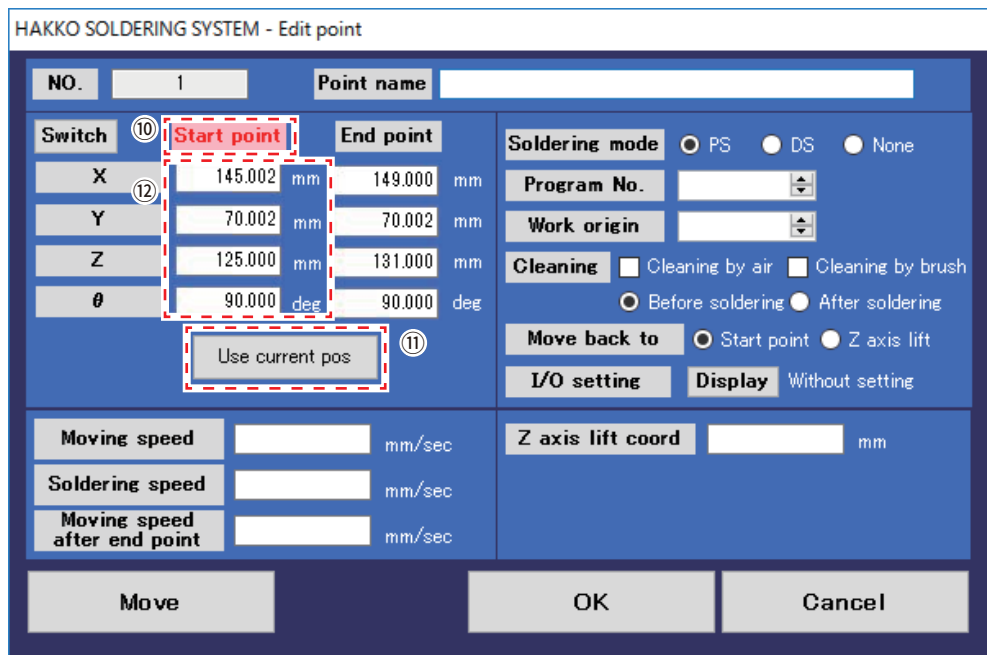 HAKKO SOLDERING SYSTEM - Edit point
NO. 1 Point name
Switch ⑩ Start point End point
X ⑫ 145.002 mm 149.000 mm
Y 70.002 mm 70.002 mm
Z 125.000 mm 131.000 mm
θ 90.000 deg 90.000 deg
Use current pos ⑪
Soldering mode PS DS None
Program No.
Work origin
Cleaning Cleaning by air Cleaning by brush
Before soldering After soldering
Move back to Start point Z axis lift
I/O setting Display Without setting
Moving speed mm/sec
Soldering speed mm/sec
Moving speed
after end point mm/sec
Z axis lift coord mm
Move OK Cancel